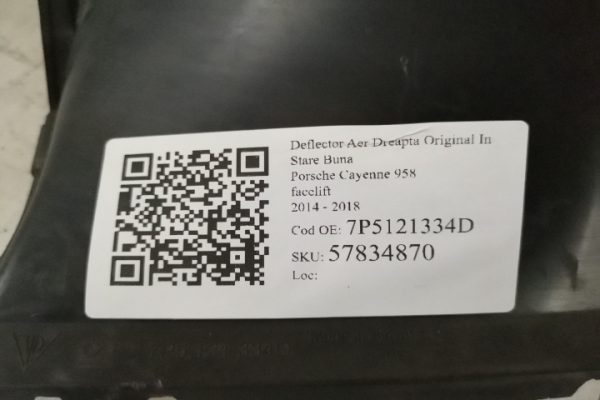 Deflector Aer Dreapta Original In
Stare Buna
Porsche Cayenne 958
facelift
2014 - 2018
Cod OE: 7P5121334D
SKU: 57834870
Loc: